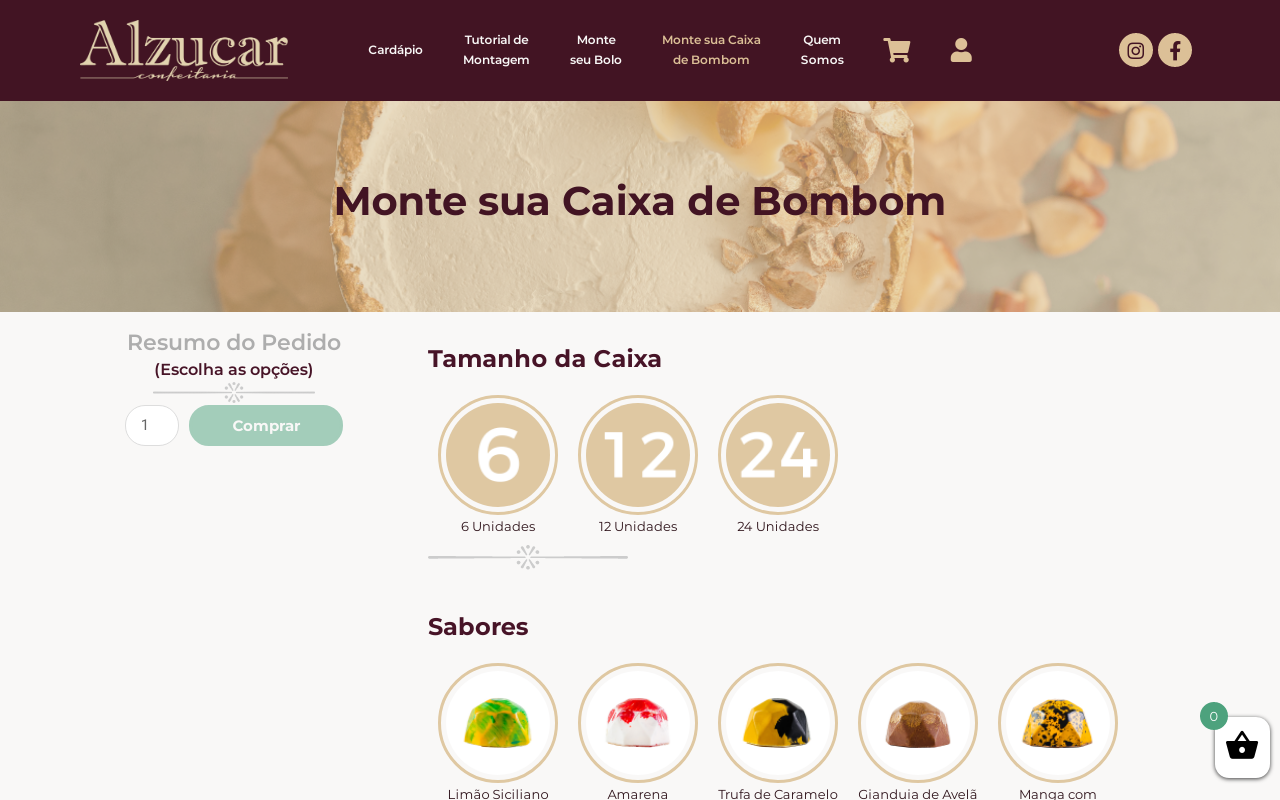 Alzucar
confeitaria
Cardápio
Tutorial de
Montagem
Monte
seu Bolo
Monte sua Caixa
de Bombom
Quem
Somos
Monte sua Caixa de Bombom
Resumo do Pedido
(Escolha as opções)
1
Comprar
Tamanho da Caixa
6
12
24
6 Unidades
12 Unidades
24 Unidades
Sabores
Limão Siciliano
Amarena
Trufa de Caramelo
Gianduia de Avelã
Manga com
0